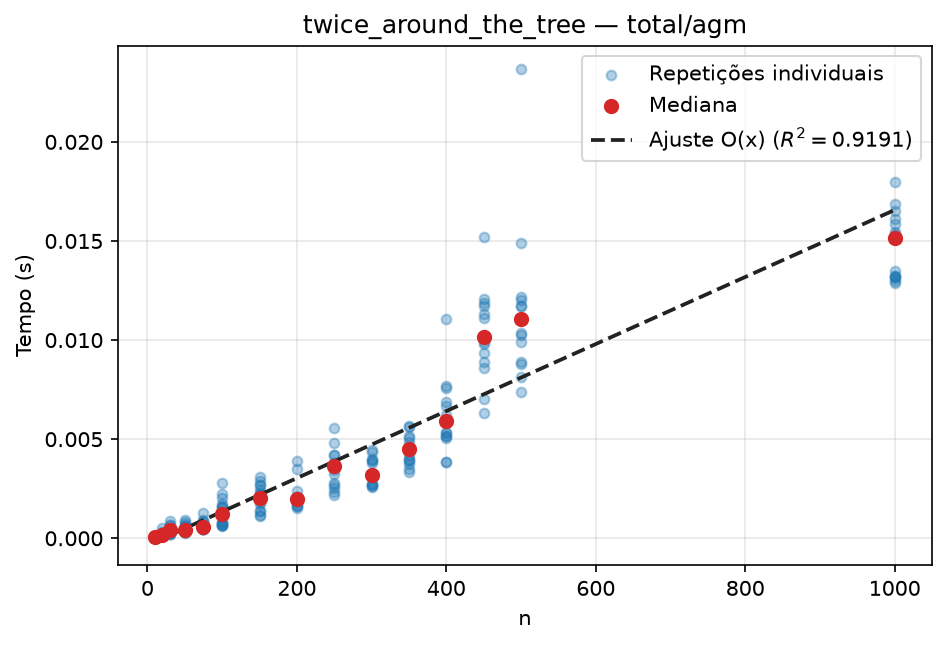 twice_around_the_tree — total/agm
Repetições individuais
Mediana
Ajuste O(x) (R² = 0.9191)
0.020
0.015
0.010
0.005
0.000
Tempo (s)
0
200
400
600
800
1000
n